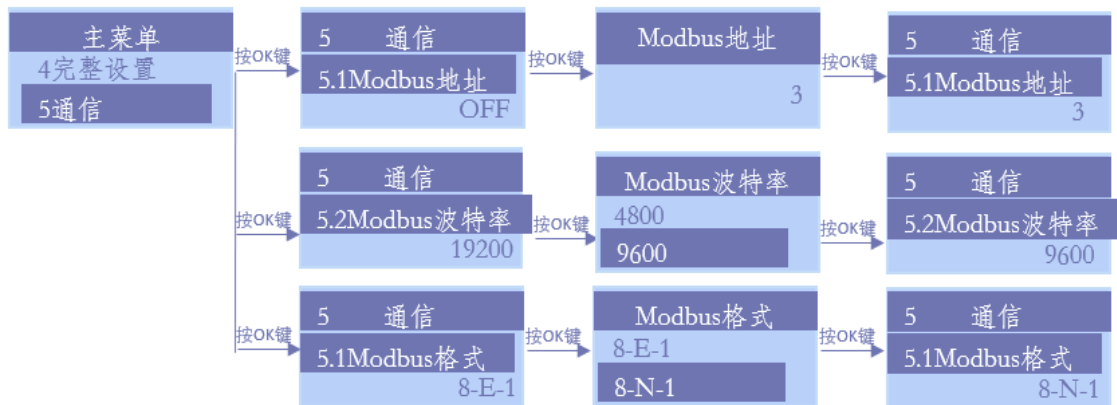 主菜单
4完整设置
5通信
按OK键
5 通信
5.1Modbus地址
OFF
按OK键
Modbus地址
3
按OK键
5 通信
5.1Modbus地址
3
按OK键
5 通信
5.2Modbus波特率
19200
按OK键
Modbus波特率
4800
9600
按OK键
5 通信
5.2Modbus波特率
9600
按OK键
5 通信
5.1Modbus格式
8-E-1
按OK键
Modbus格式
8-E-1
8-N-1
按OK键
5 通信
5.1Modbus格式
8-N-1